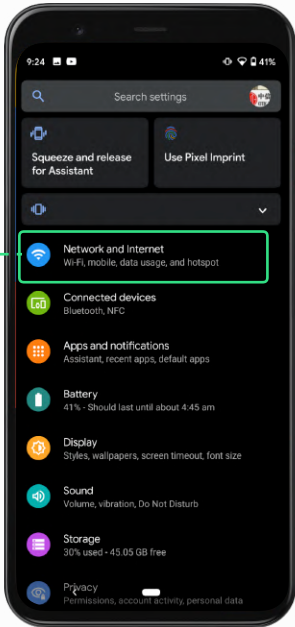 9:24 41%
Search settings
Squeeze and release
for Assistant
Use Pixel Imprint
Network and Internet
Wi-Fi, mobile, data usage, and hotspot
Connected devices
Bluetooth, NFC
Apps and notifications
Assistant, recent apps, default apps
Battery
41% - Should last until about 4:45 am
Display
Styles, wallpapers, screen timeout, font size
Sound
Volume, vibration, Do Not Disturb
Storage
30% used - 45.05 GB free
Privacy
Permissions, account activity, personal data